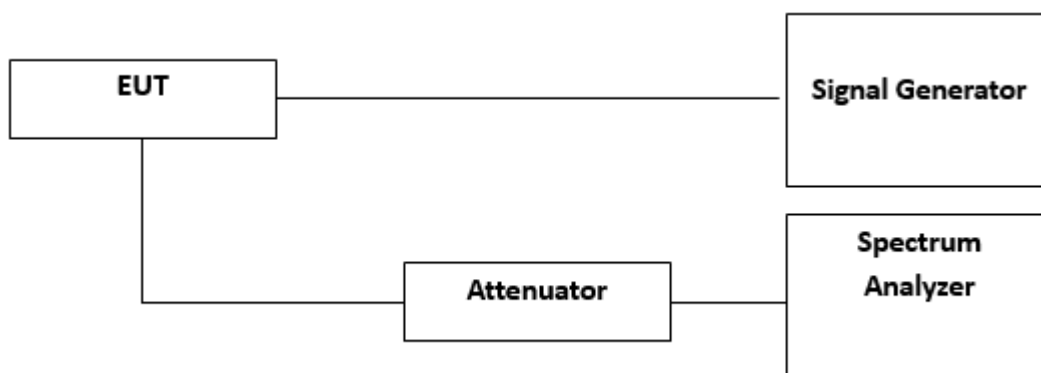 EUT
Signal Generator
Spectrum
Analyzer
Attenuator